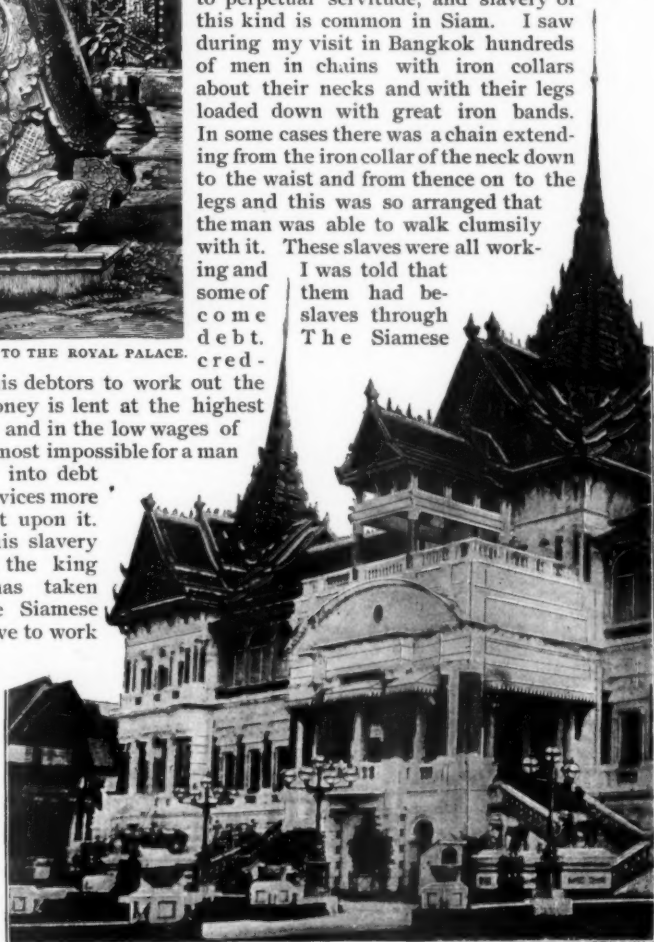 to perpetual servitude, and slavery of
this kind is common in Siam. I saw
during my visit in Bangkok hundreds
of men in chains with iron collars
about their necks and with their legs
loaded down with great iron bands.
In some cases there was a chain extend-
ing from the iron collar of the neck down
to the waist and from thence on to the
legs and this was so arranged that
the man was able to walk clumsily
with it. These slaves were all work-
ing and I was told that
some of them had be-
come slaves through
debt. The Siamese
TO THE ROYAL PALACE.
cred-
is debtors to work out the
oney is lent at the highest
and in the low wages of
most impossible for a man
into debt
vices more
t upon it.
is slavery
the king
has taken
e Siamese
ve to work